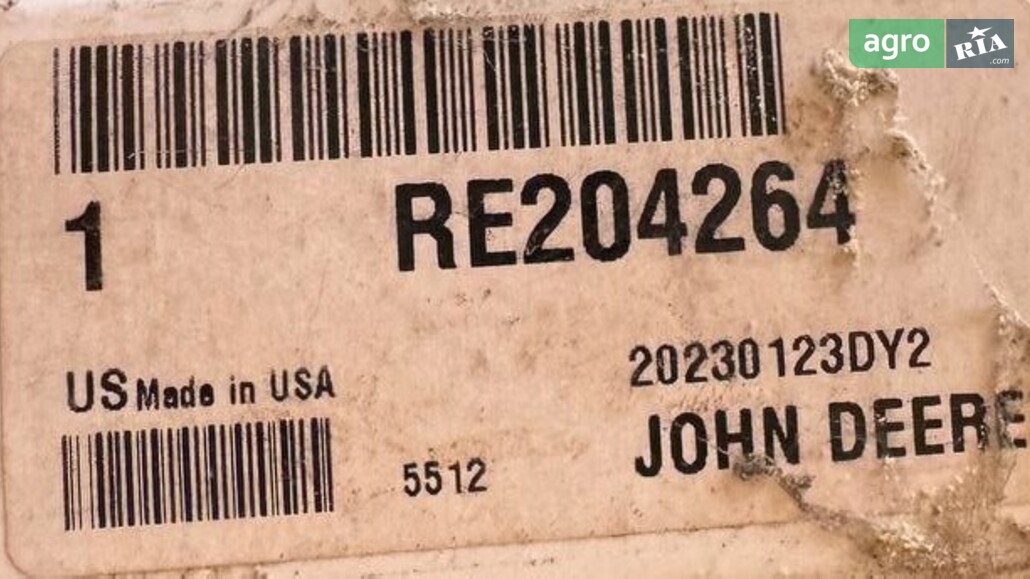 agro RIA.com
1 RE204264
20230123DY2
US Made in USA
JOHN DEERE
5512